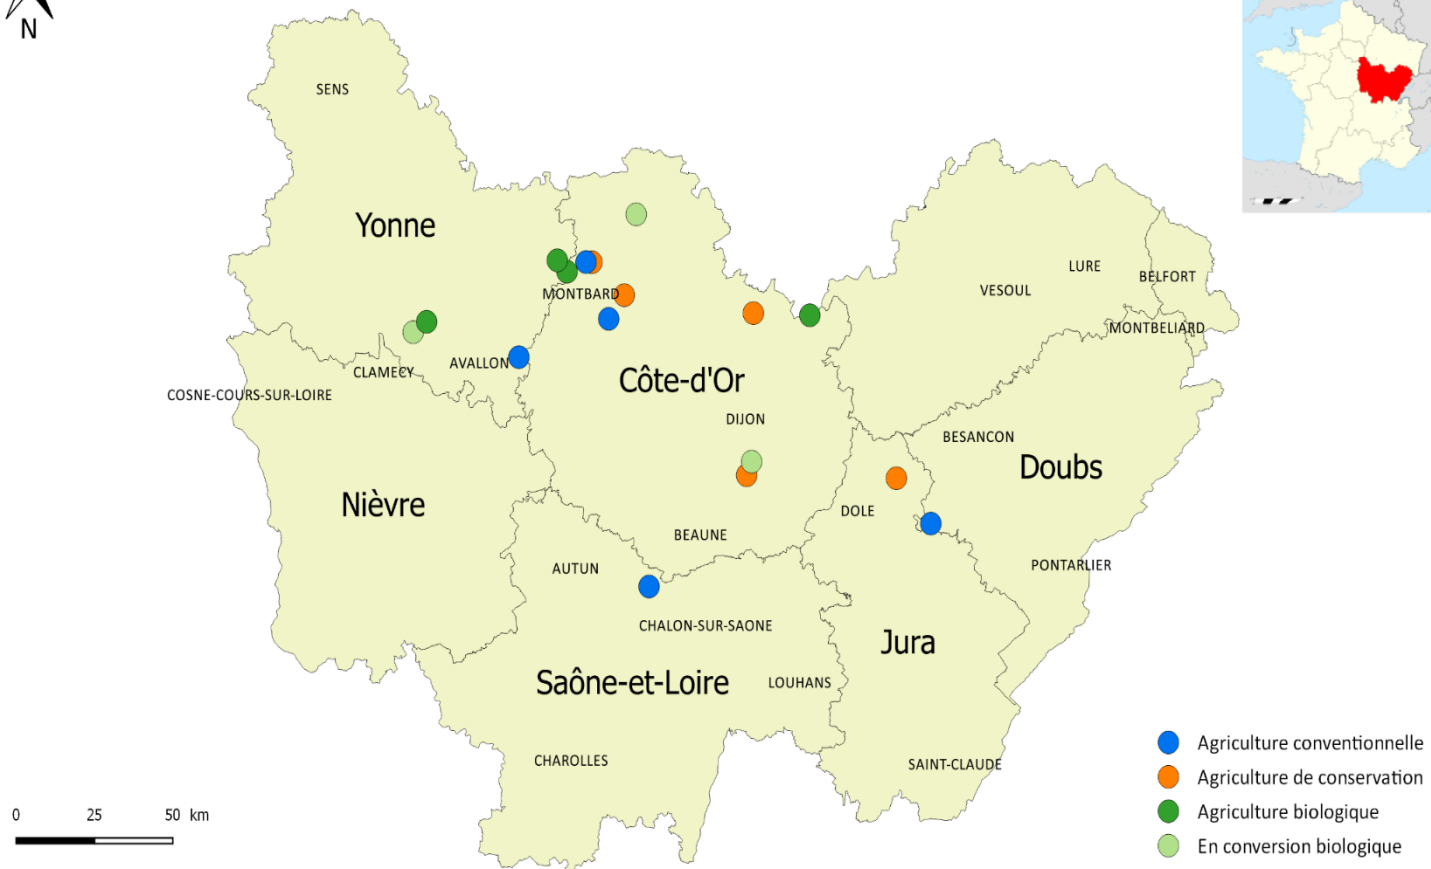 N
SENS
Yonne
LURE
BELFORT
VESOUL
MONTBARD
MONTBELIARD
AVALLON
CLAMECY
Côte-d'Or
COSNE-COURS-SUR-LOIRE
DIJON
BESANCON
Doubs
Nièvre
DOLE
BEAUNE
PONTARLIER
AUTUN
CHALON-SUR-SAONE
Jura
Saône-et-Loire
LOUHANS
CHAROLLES
SAINT-CLAUDE
Agriculture conventionnelle
Agriculture de conservation
Agriculture biologique
En conversion biologique
0 25 50 km